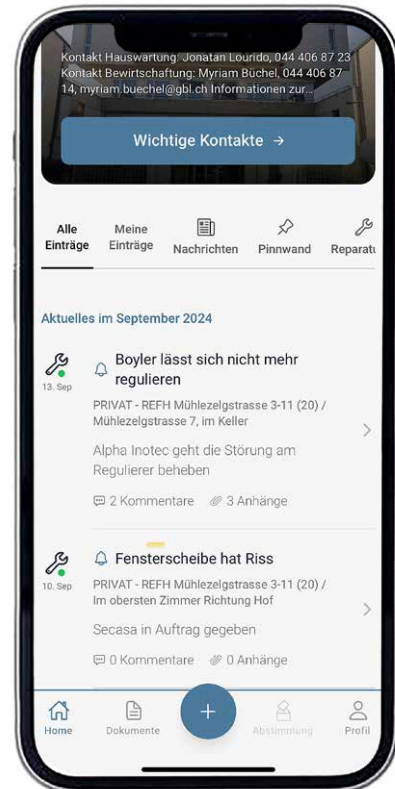 Kontakt Hauswartung: Jonatan Lourido, 044 406 87 23
Kontakt Bewirtschaftung: Myriam Büchel, 044 406 87
14, myriam.buechel@gbl.ch Informationen zur...
Wichtige Kontakte →
Alle Einträge
Meine Einträge
Nachrichten
Pinnwand
Reparatu
Aktuelles im September 2024
13. Sep
Boyler lässt sich nicht mehr
regulieren
PRIVAT - REFH Mühlezelgstrasse 3-11 (20) /
Mühlezelgstrasse 7, im Keller
Alpha Inotec geht die Störung am
Regulierer beheben
2 Kommentare 3 Anhänge
10. Sep
Fensterscheibe hat Riss
PRIVAT - REFH Mühlezelgstrasse 3-11 (20) /
Im obersten Zimmer Richtung Hof
Secasa in Auftrag gegeben
0 Kommentare 0 Anhänge
Home
Dokumente
+
Abstimmung
Profil